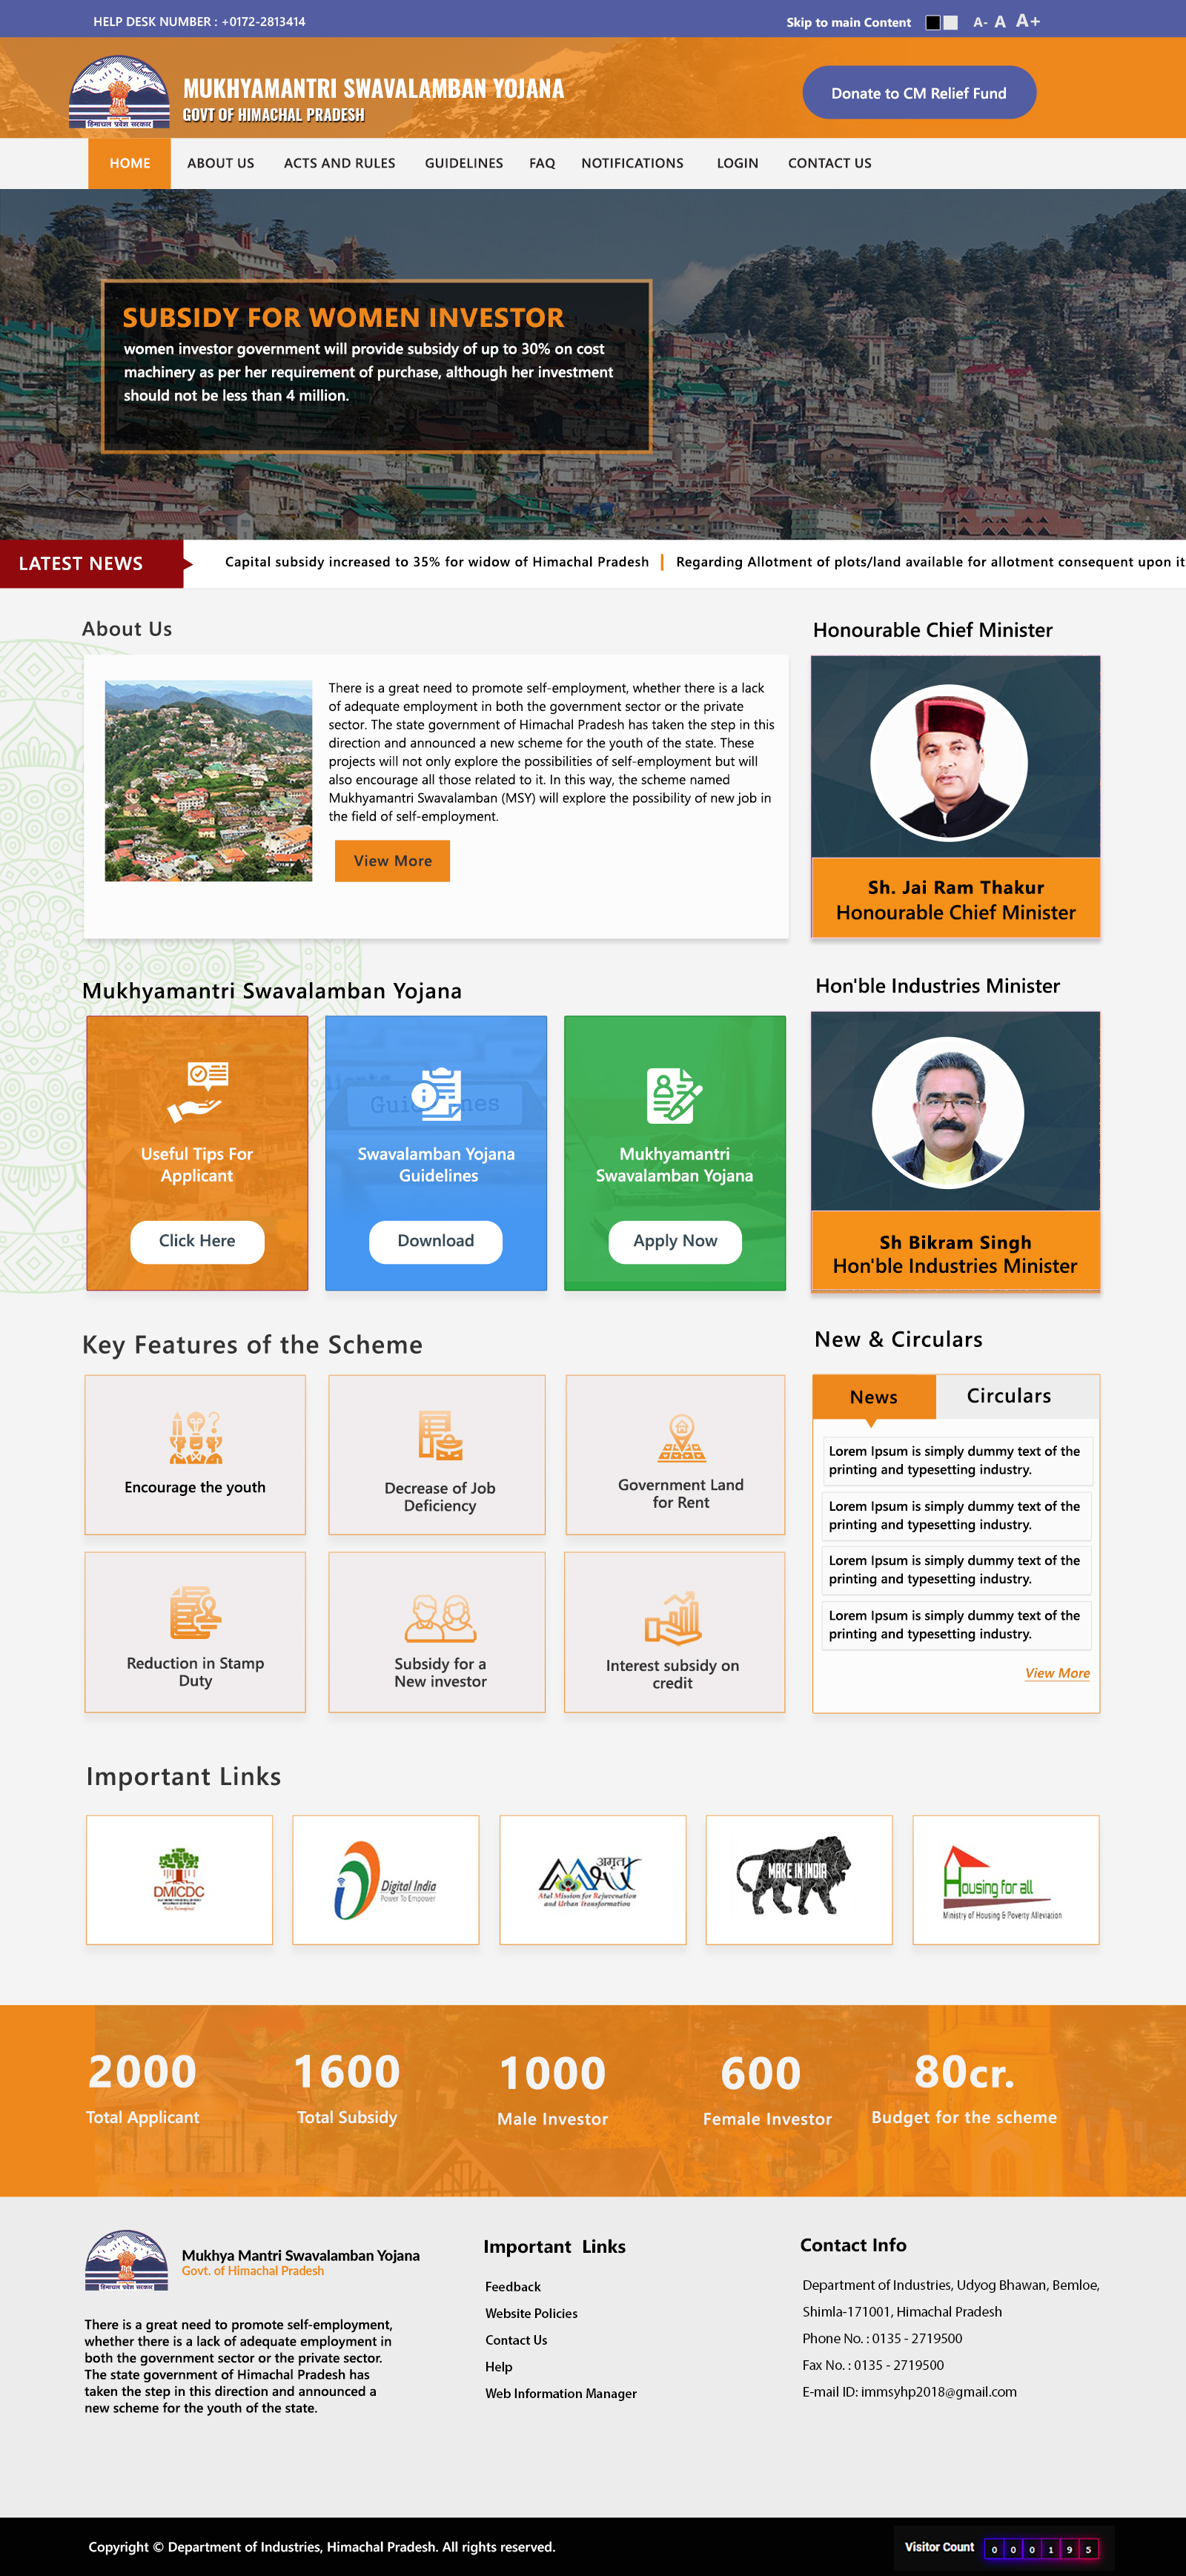 HELP DESK NUMBER : +0172-2813414
Skip to main Content
A- A A+
MUKHYAMANTRI SWAVALAMBAN YOJANA
GOVT OF HIMACHAL PRADESH
हिमाचल प्रदेश सरकार
Donate to CM Relief Fund
HOME ABOUT US ACTS AND RULES GUIDELINES FAQ NOTIFICATIONS LOGIN CONTACT US
SUBSIDY FOR WOMEN INVESTOR
women investor government will provide subsidy of up to 30% on cost
machinery as per her requirement of purchase, although her investment
should not be less than 4 million.
LATEST NEWS
Capital subsidy increased to 35% for widow of Himachal Pradesh | Regarding Allotment of plots/land available for allotment consequent upon it
About Us
There is a great need to promote self-employment, whether there is a lack
of adequate employment in both the government sector or the private
sector. The state government of Himachal Pradesh has taken the step in this
direction and announced a new scheme for the youth of the state. These
projects will not only explore the possibilities of self-employment but will
also encourage all those related to it. In this way, the scheme named
Mukhyamantri Swavalamban (MSY) will explore the possibility of new job in
the field of self-employment.
View More
Honourable Chief Minister
Sh. Jai Ram Thakur
Honourable Chief Minister
Mukhyamantri Swavalamban Yojana
Useful Tips For
Applicant
Click Here
Swavalamban Yojana
Guidelines
Download
Mukhyamantri
Swavalamban Yojana
Apply Now
Hon'ble Industries Minister
Sh Bikram Singh
Hon'ble Industries Minister
Key Features of the Scheme
Encourage the youth
Decrease of Job
Deficiency
Government Land
for Rent
Reduction in Stamp
Duty
Subsidy for a
New investor
Interest subsidy on
credit
New & Circulars
News
Circulars
Lorem Ipsum is simply dummy text of the
printing and typesetting industry.
Lorem Ipsum is simply dummy text of the
printing and typesetting industry.
Lorem Ipsum is simply dummy text of the
printing and typesetting industry.
Lorem Ipsum is simply dummy text of the
printing and typesetting industry.
View More
Important Links
DMICDC
Digital India
Power To Empower
अमृत
Atal Mission for Rejuvenation
and Urban Transformation
MAKE IN INDIA
Housing for all
Ministry of Housing & Poverty Alleviation
2000
Total Applicant
1600
Total Subsidy
1000
Male Investor
600
Female Investor
80cr.
Budget for the scheme
हिमाचल प्रदेश सरकार
Mukhya Mantri Swavalamban Yojana
Govt. of Himachal Pradesh
There is a great need to promote self-employment,
whether there is a lack of adequate employment in
both the government sector or the private sector.
The state government of Himachal Pradesh has
taken the step in this direction and announced a
new scheme for the youth of the state.
Important Links
Feedback
Website Policies
Contact Us
Help
Web Information Manager
Contact Info
Department of Industries, Udyog Bhawan, Bemloe,
Shimla-171001, Himachal Pradesh
Phone No. : 0135 - 2719500
Fax No. : 0135 - 2719500
E-mail ID: immsyhp2018@gmail.com
Copyright © Department of Industries, Himachal Pradesh. All rights reserved.
Visitor Count 0 0 0 1 9 5